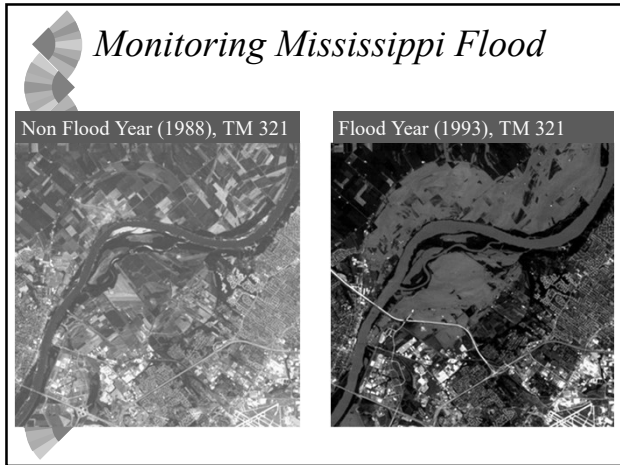 Monitoring Mississippi Flood
Non Flood Year (1988), TM 321
Flood Year (1993), TM 321